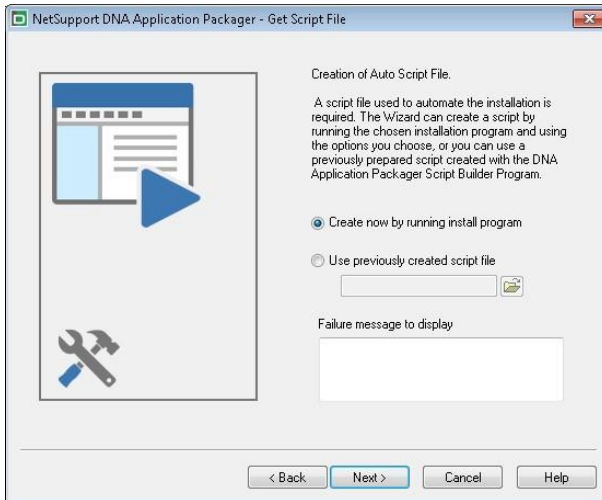 NetSupport DNA Application Packager - Get Script File
Creation of Auto Script File.
A script file used to automate the installation is
required. The Wizard can create a script by
running the chosen installation program and using
the options you choose, or you can use a
previously prepared script created with the DNA
Application Packager Script Builder Program.
Create now by running install program
Use previously created script file
Failure message to display
< Back
Next >
Cancel
Help